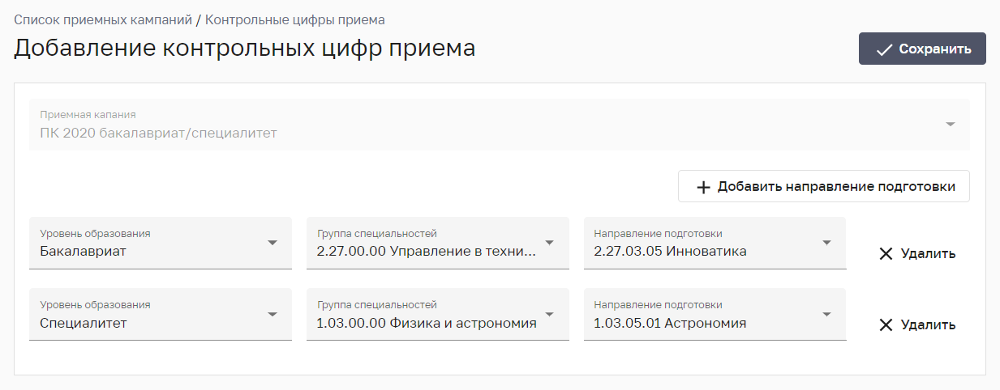 Список приемных кампаний / Контрольные цифры приема
Добавление контрольных цифр приема
Сохранить
Приемная капания
ПК 2020 бакалавриат/специалитет
Добавить направление подготовки
Уровень образования
Бакалавриат
Группа специальностей
2.27.00.00 Управление в техни...
Направление подготовки
2.27.03.05 Инноватика
Удалить
Уровень образования
Специалитет
Группа специальностей
1.03.00.00 Физика и астрономия
Направление подготовки
1.03.05.01 Астрономия
Удалить